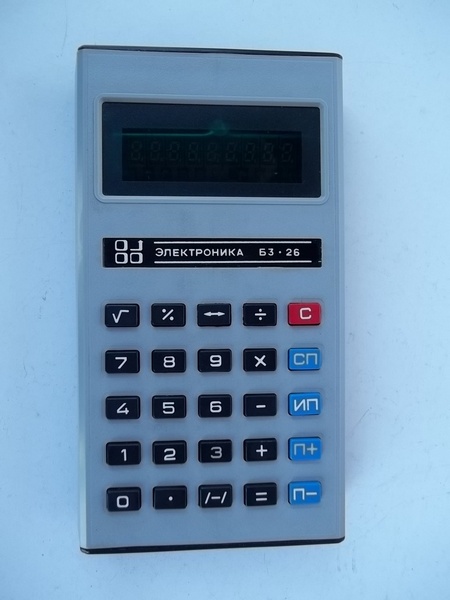 ЭЛЕКТРОНИКА Б3·26
√ % ↔ ÷ C
7 8 9 × СП
4 5 6 − ИП
1 2 3 + П+
0 · /−/ = П−